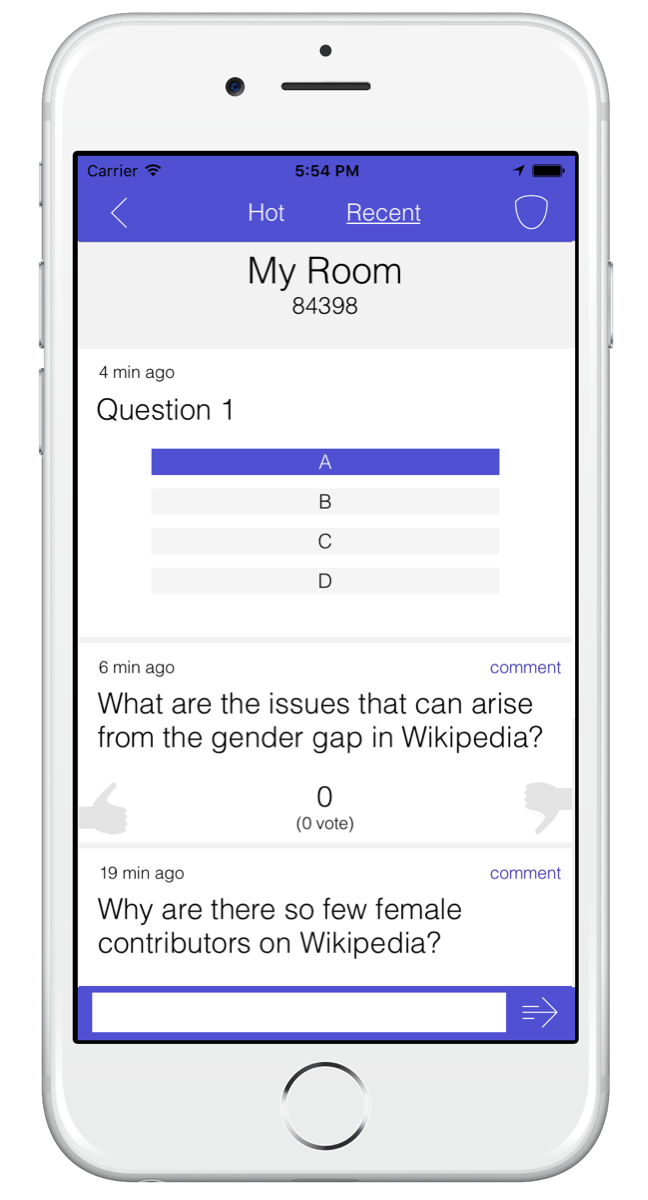 Carrier 5:54 PM
Hot Recent
My Room
84398
4 min ago
Question 1
A
B
C
D
6 min ago comment
What are the issues that can arise
from the gender gap in Wikipedia?
0
(0 vote)
19 min ago comment
Why are there so few female
contributors on Wikipedia?